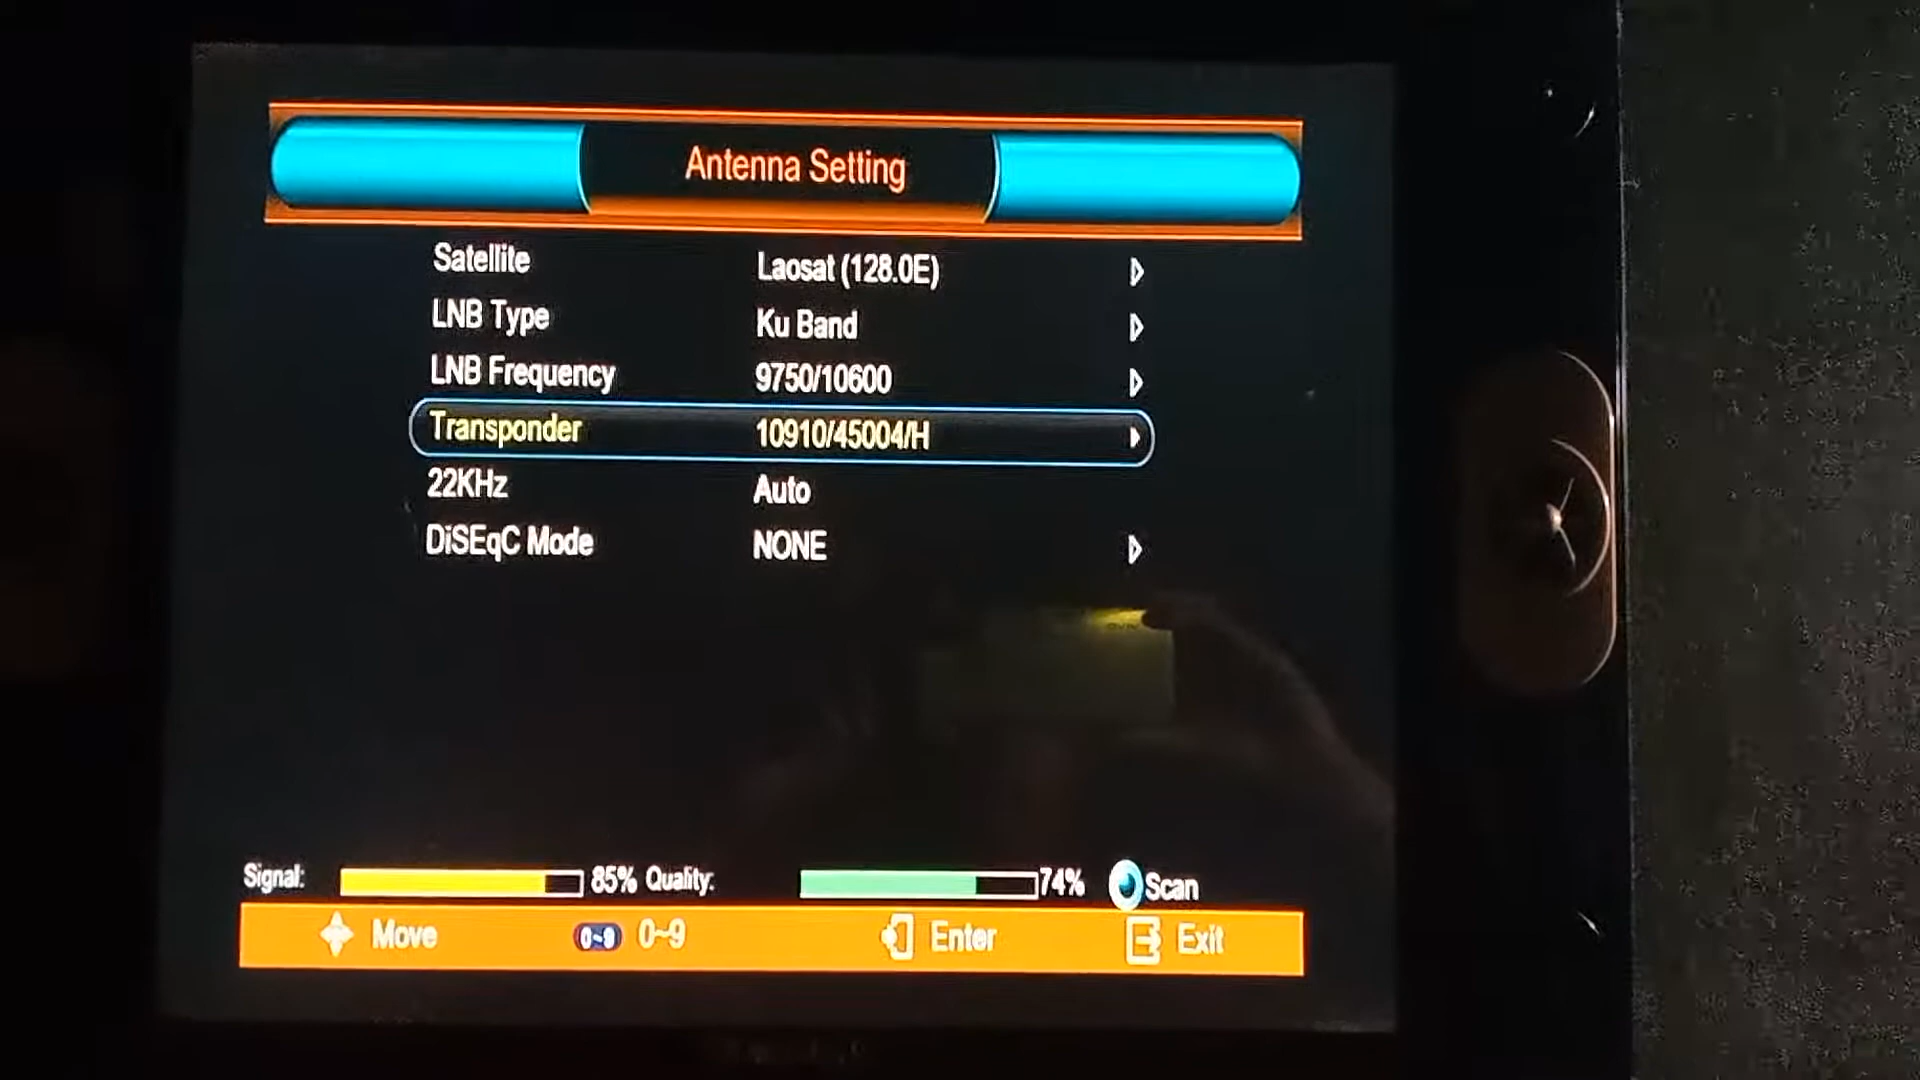 Antenna Setting
Satellite Laosat (128.0E)
LNB Type Ku Band
LNB Frequency 9750/10600
Transponder 10910/45004/H
22KHz Auto
DiSEqC Mode NONE
Signal: 85% Quality: 74% Scan
Move 0~9 0~9 Enter Exit